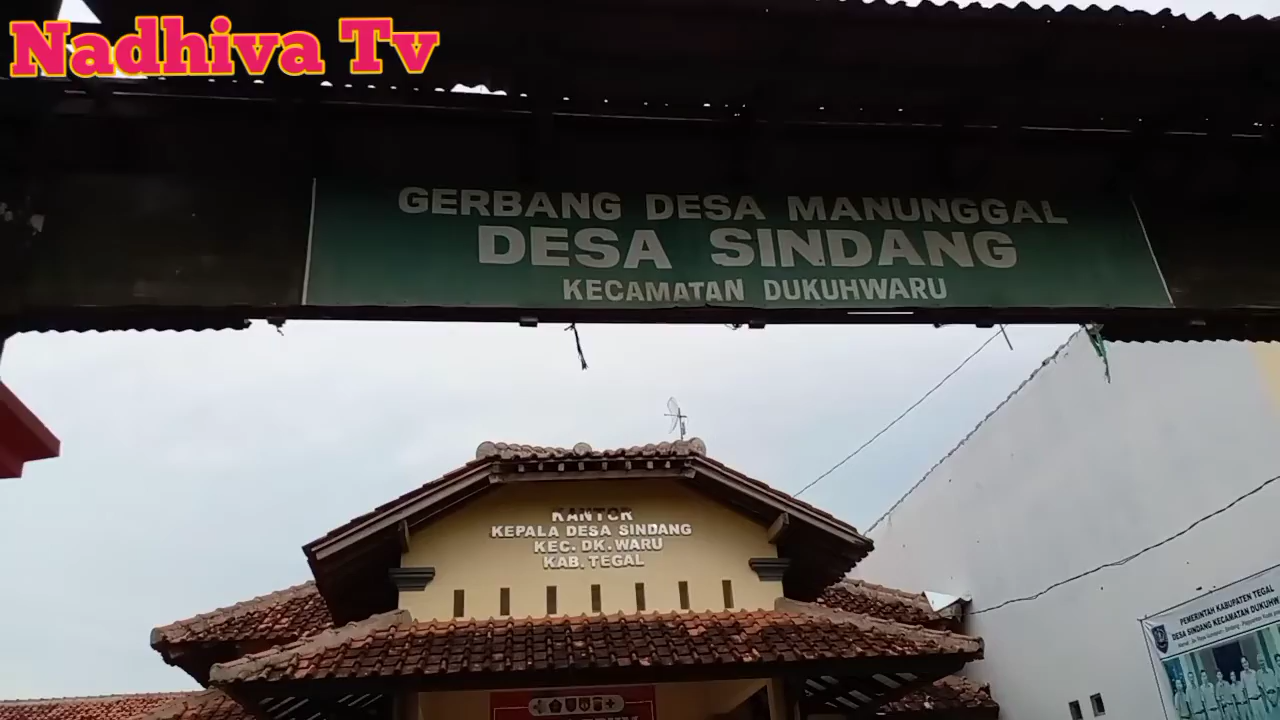 Nadhiva Tv
GERBANG DESA MANUNGGAL
DESA SINDANG
KECAMATAN DUKUHWARU
KANTOR
KEPALA DESA SINDANG
KEC. DK. WARU
KAB. TEGAL
PEMERINTAH KABUPATEN TEGAL
DESA SINDANG KECAMATAN DUKUHW